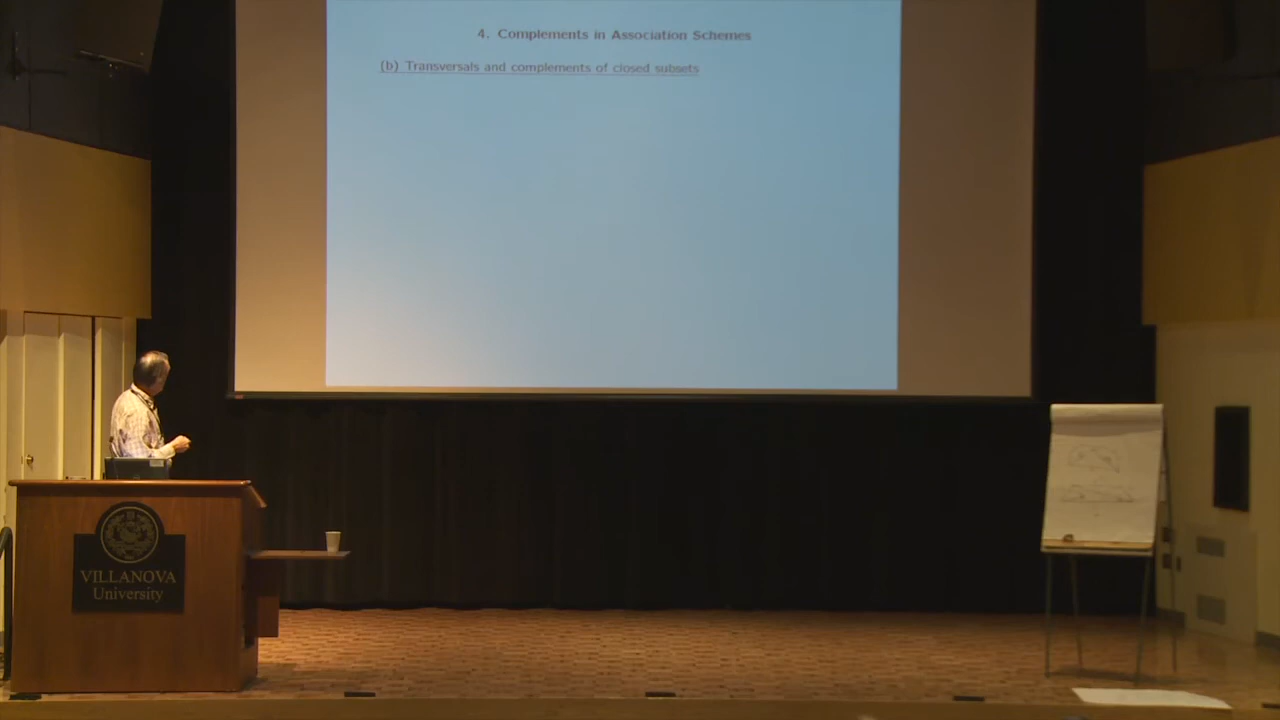 4. Complements in Association Schemes
(b) Transversals and complements of closed subsets
VILLANOVA
University